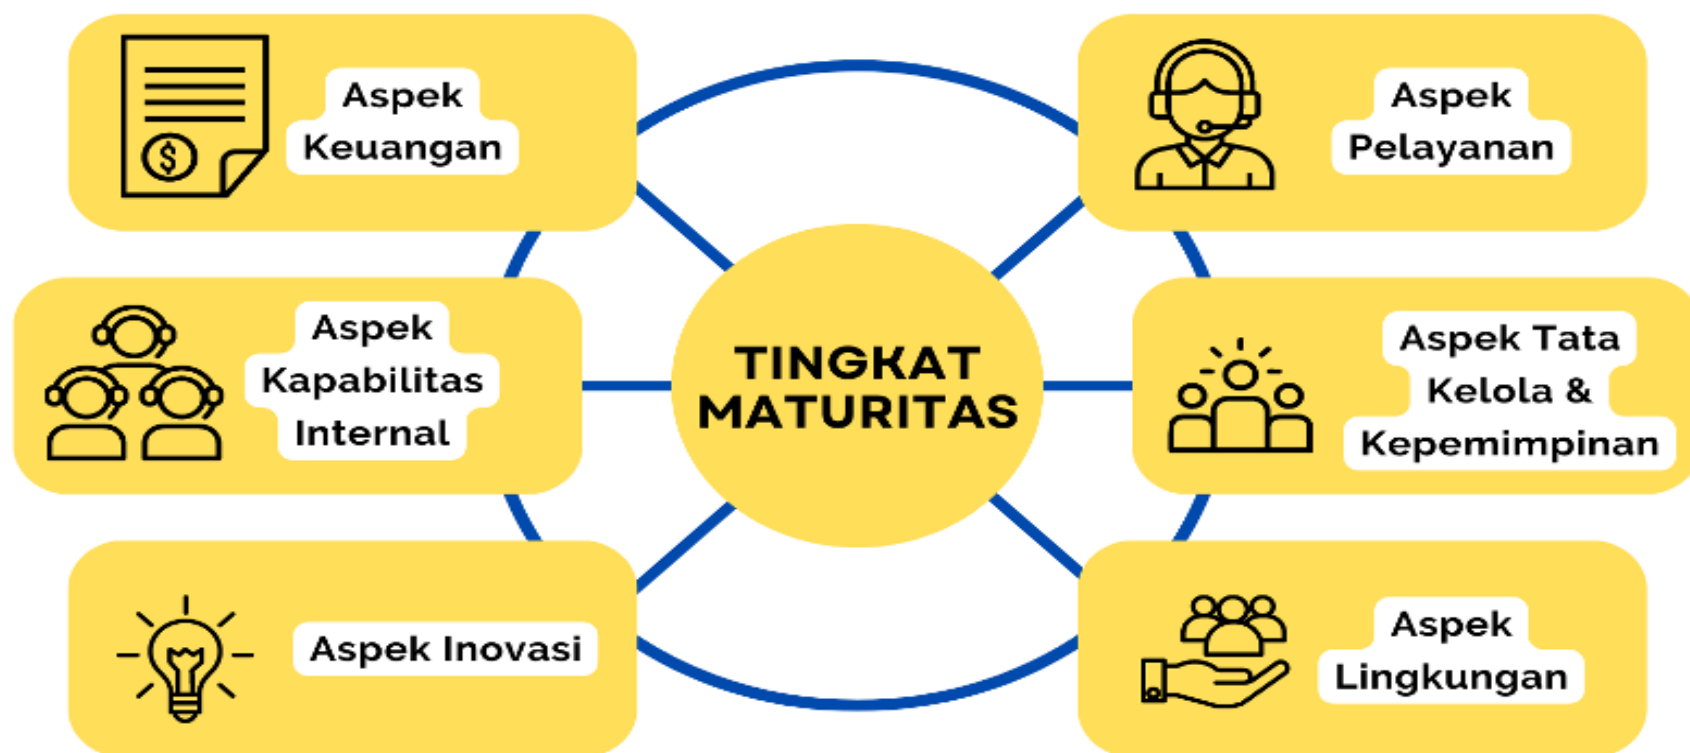 Aspek
Keuangan
Aspek
Pelayanan
Aspek
Kapabilitas
Internal
TINGKAT
MATURITAS
Aspek Tata
Kelola &
Kepemimpinan
Aspek Inovasi
Aspek
Lingkungan